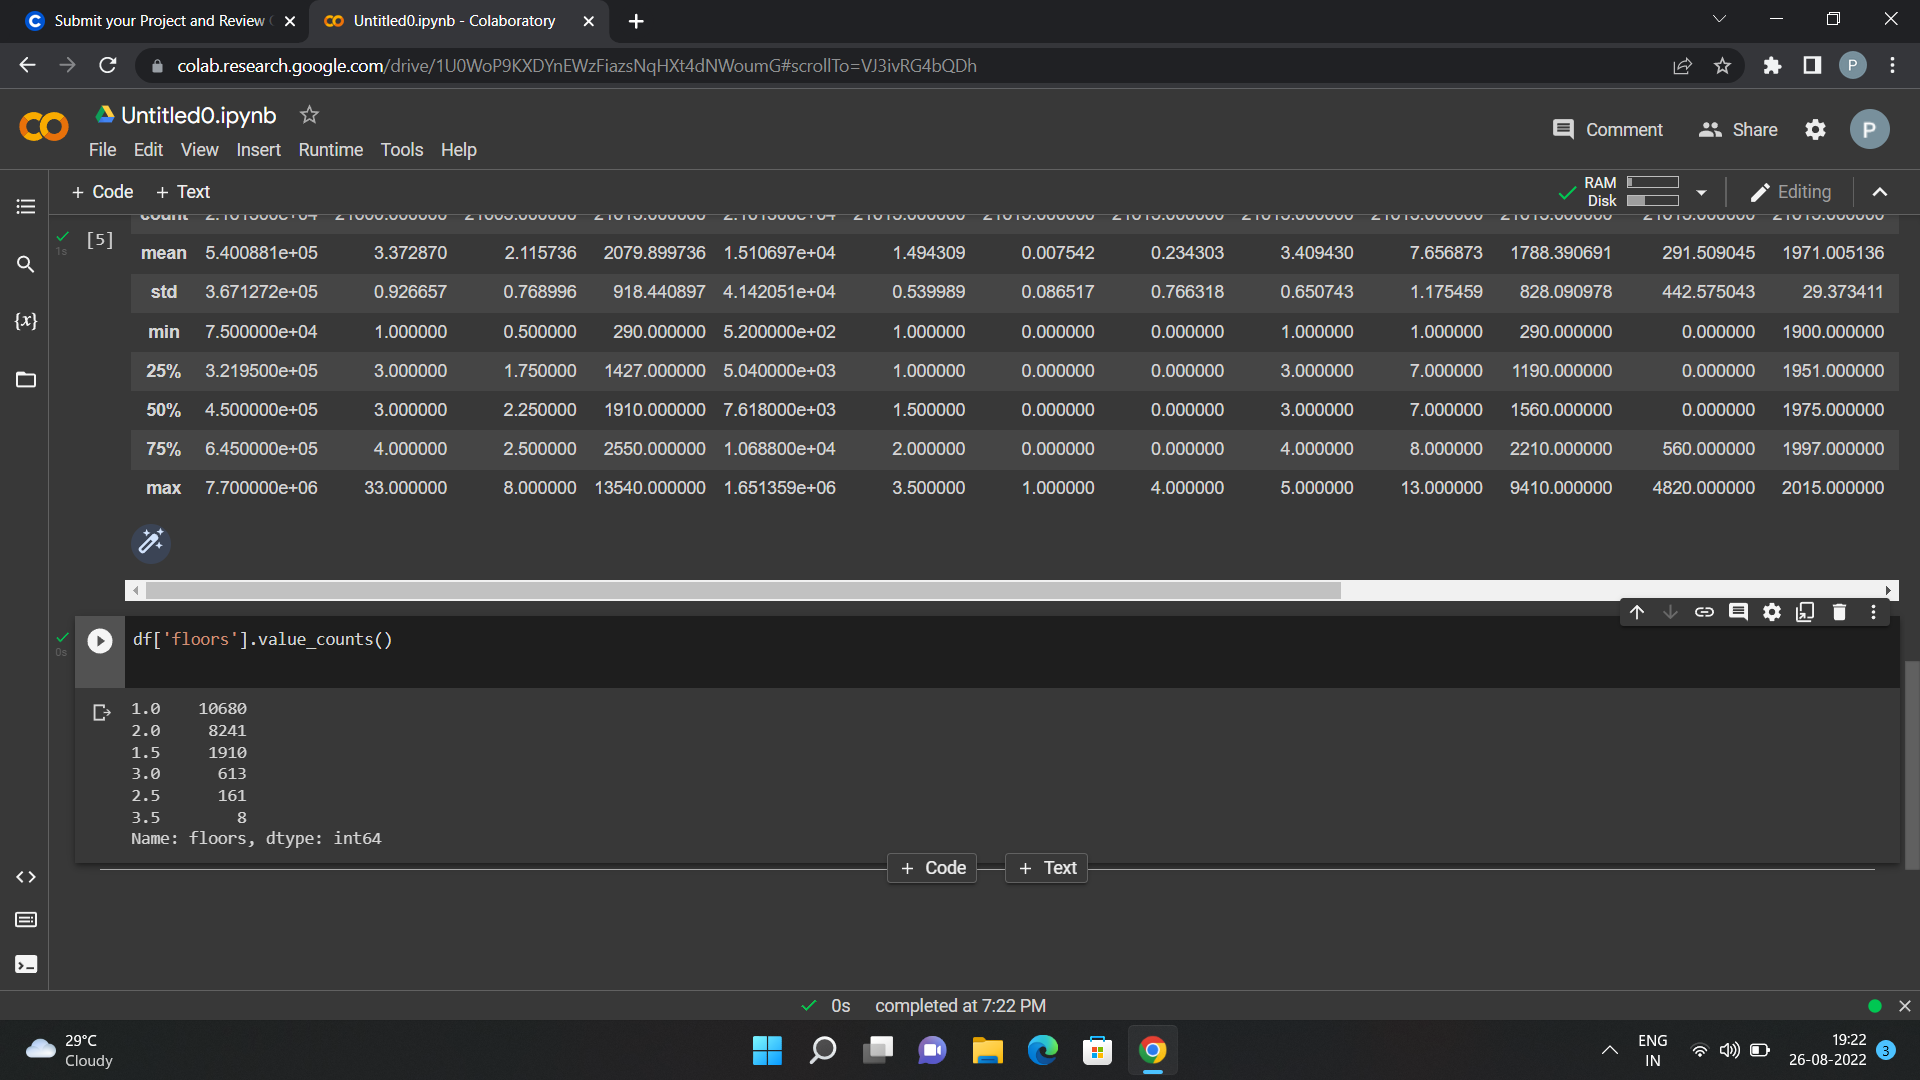 Submit your Project and Review
Untitled0.ipynb - Colaboratory
colab.research.google.com/drive/1U0WoP9KXDYnEWzFiazsNqHXt4dNWoumG#scrollTo=VJ3ivRG4bQDh
P
Untitled0.ipynb
Comment
Share
P
File Edit View Insert Runtime Tools Help
+ Code + Text
RAM
Disk
Editing
[5]
1s
mean 5.400881e+05 3.372870 2.115736 2079.899736 1.510697e+04 1.494309 0.007542 0.234303 3.409430 7.656873 1788.390691 291.509045 1971.005136
std 3.671272e+05 0.926657 0.768996 918.440897 4.142051e+04 0.539989 0.086517 0.766318 0.650743 1.175459 828.090978 442.575043 29.373411
min 7.500000e+04 1.000000 0.500000 290.000000 5.200000e+02 1.000000 0.000000 0.000000 1.000000 1.000000 290.000000 0.000000 1900.000000
25% 3.219500e+05 3.000000 1.750000 1427.000000 5.040000e+03 1.000000 0.000000 0.000000 3.000000 7.000000 1190.000000 0.000000 1951.000000
50% 4.500000e+05 3.000000 2.250000 1910.000000 7.618000e+03 1.500000 0.000000 0.000000 3.000000 7.000000 1560.000000 0.000000 1975.000000
75% 6.450000e+05 4.000000 2.500000 2550.000000 1.068800e+04 2.000000 0.000000 0.000000 4.000000 8.000000 2210.000000 560.000000 1997.000000
max 7.700000e+06 33.000000 8.000000 13540.000000 1.651359e+06 3.500000 1.000000 4.000000 5.000000 13.000000 9410.000000 4820.000000 2015.000000
{x}
0s
df['floors'].value_counts()
1.0 10680
2.0 8241
1.5 1910
3.0 613
2.5 161
3.5 8
Name: floors, dtype: int64
+ Code + Text
0s completed at 7:22 PM
29°C
Cloudy
ENG
IN
19:22
26-08-2022
3